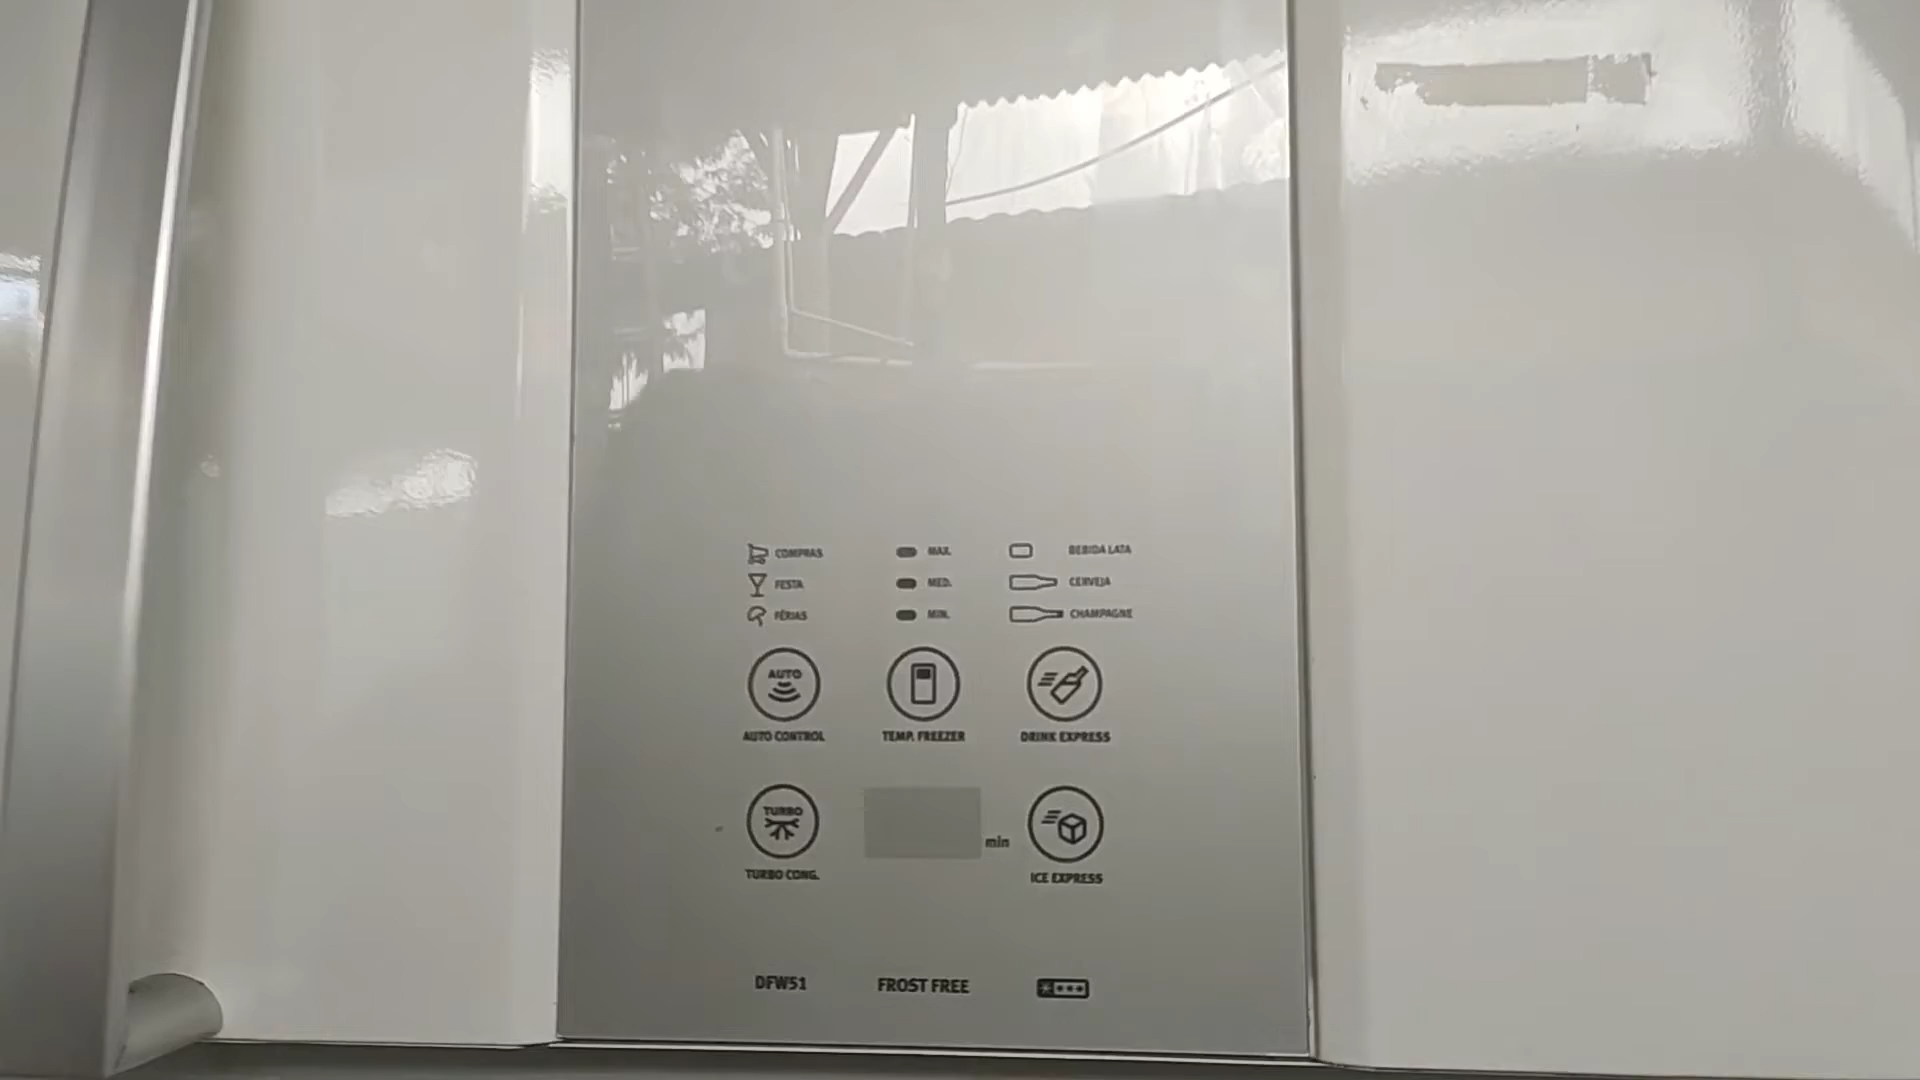 COMPRAS MAX. BEBIDA LATA
FESTA MED. CERVEJA
FÉRIAS MIN. CHAMPAGNE
AUTO
AUTO CONTROL TEMP. FREEZER DRINK EXPRESS
TURBO
min
TURBO CONG. ICE EXPRESS
DFW51 FROST FREE